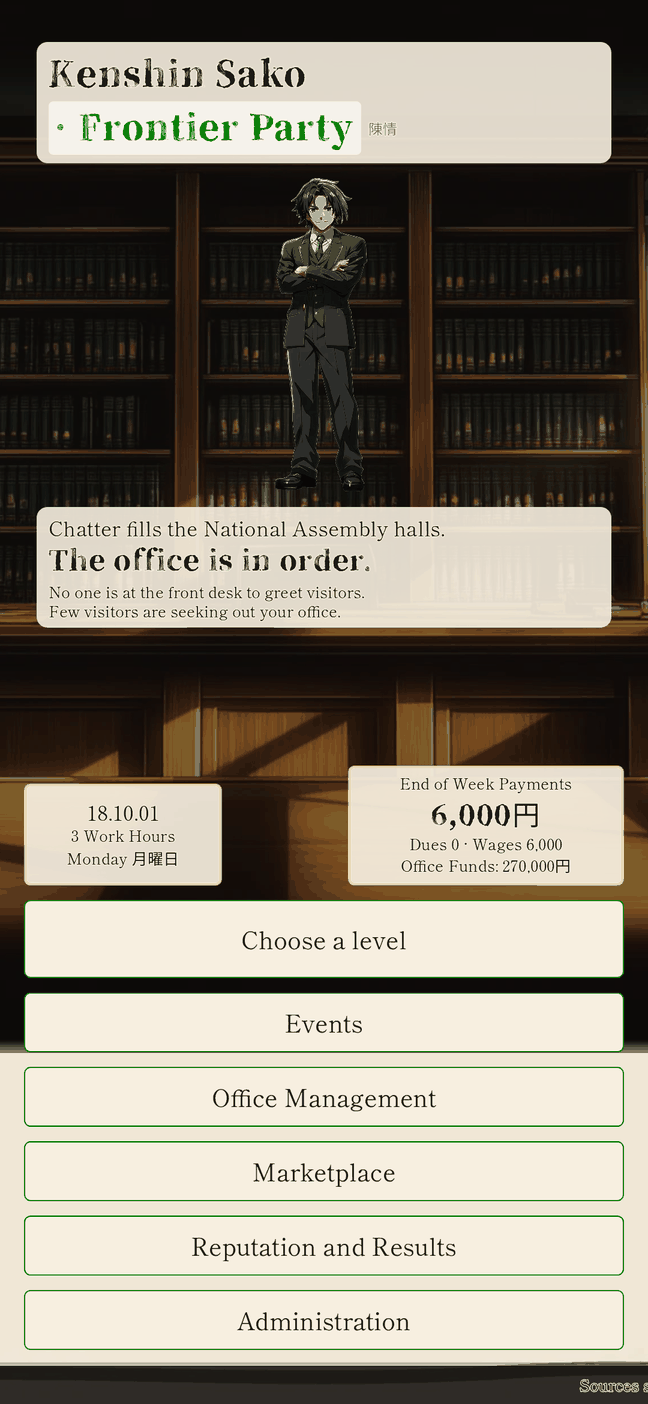 Kenshin Sako
· Frontier Party 陳情
Chatter fills the National Assembly halls.
The office is in order.
No one is at the front desk to greet visitors.
Few visitors are seeking out your office.
18.10.01
3 Work Hours
Monday 月曜日
End of Week Payments
6,000円
Dues 0 · Wages 6,000
Office Funds: 270,000円
Choose a level
Events
Office Management
Marketplace
Reputation and Results
Administration
Sources